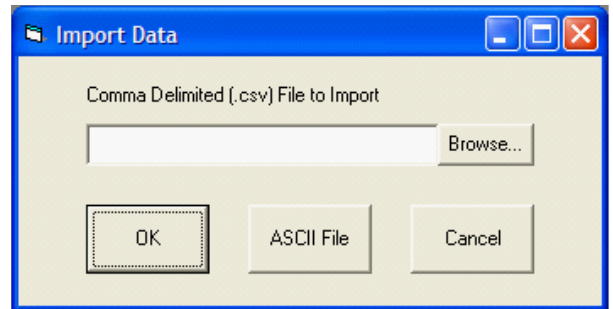 Import Data
Comma Delimited (.csv) File to Import
Browse...
OK ASCII File Cancel